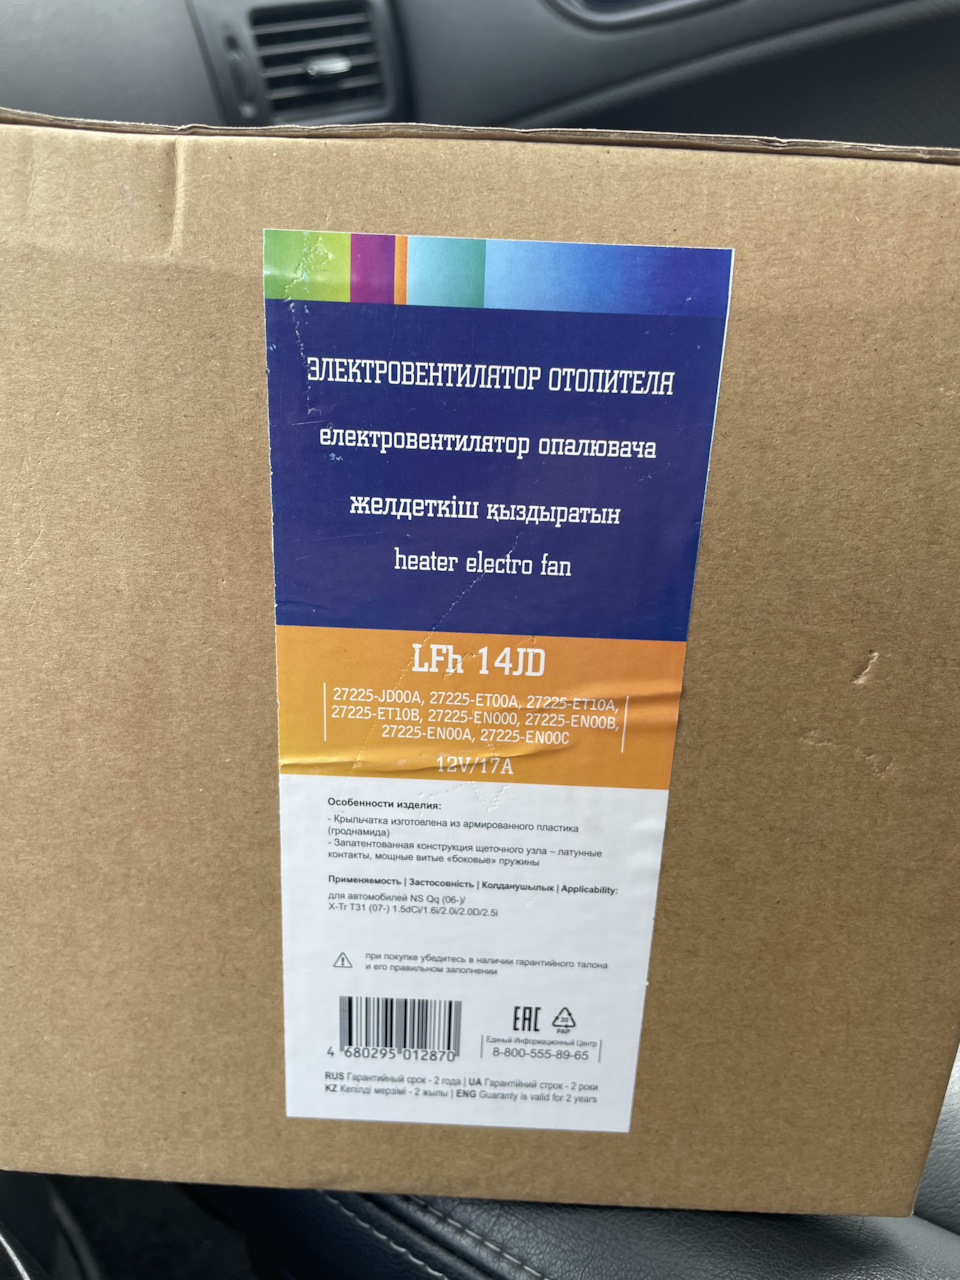 ЭЛЕКТРОВЕНТИЛЯТОР ОТОПИТЕЛЯ
електровентилятор опалювача
желдеткіш қыздыратын
heater electro fan
LFh 14JD
27225-JD00A, 27225-ET00A, 27225-ET10A,
27225-ET10B, 27225-EN000, 27225-EN00B,
27225-EN00A, 27225-EN00C
12V/17A
Особенности изделия:
- Крыльчатка изготовлена из армированного пластика
(гроднамида)
- Запатентованная конструкция щеточного узла – латунные
контакты, мощные витые «боковые» пружины
Применяемость | Застосовність | Колданушылык | Applicability:
для автомобилей NS Qq (06-)/
X-Tr T31 (07-) 1.5dCi/1.6i/2.0i/2.0D/2.5i
при покупке убедитесь в наличии гарантийного талона
и его правильном заполнении
EAC
20
PAP
Единый Информационный Центр
8-800-555-89-65
4 680295 012870
RUS Гарантийный срок - 2 года | UA Гарантійний строк - 2 роки
KZ Кепілді мерзімі - 2 жылы | ENG Guaranty is valid for 2 years